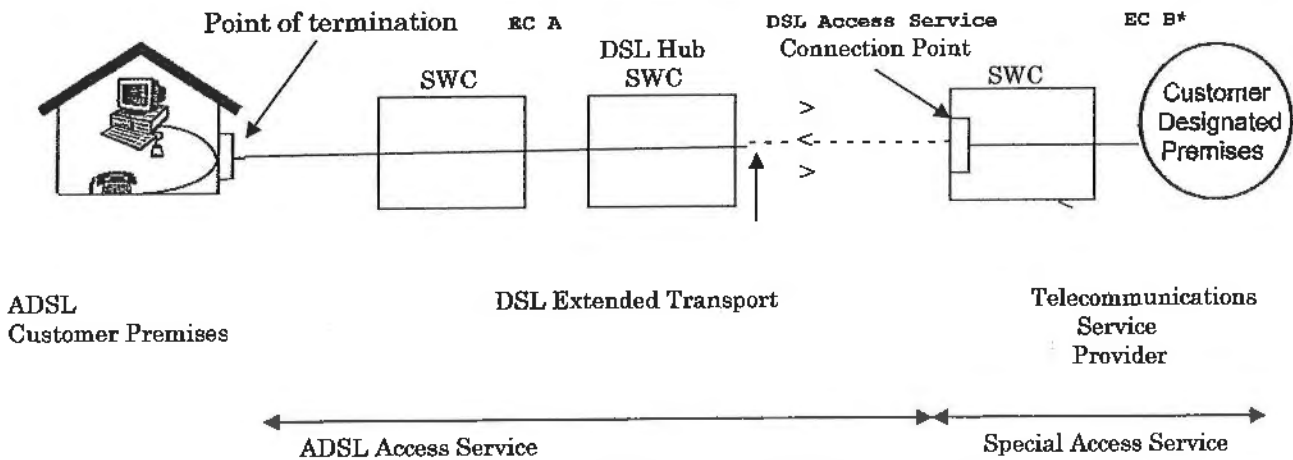 Point of termination
EC A
DSL Access Service
Connection Point
EC B*
DSL Hub
SWC
SWC
SWC
Customer
Designated
Premises
>
<
>
<
ADSL
Customer Premises
DSL Extended Transport
Telecommunications
Service
Provider
ADSL Access Service
Special Access Service